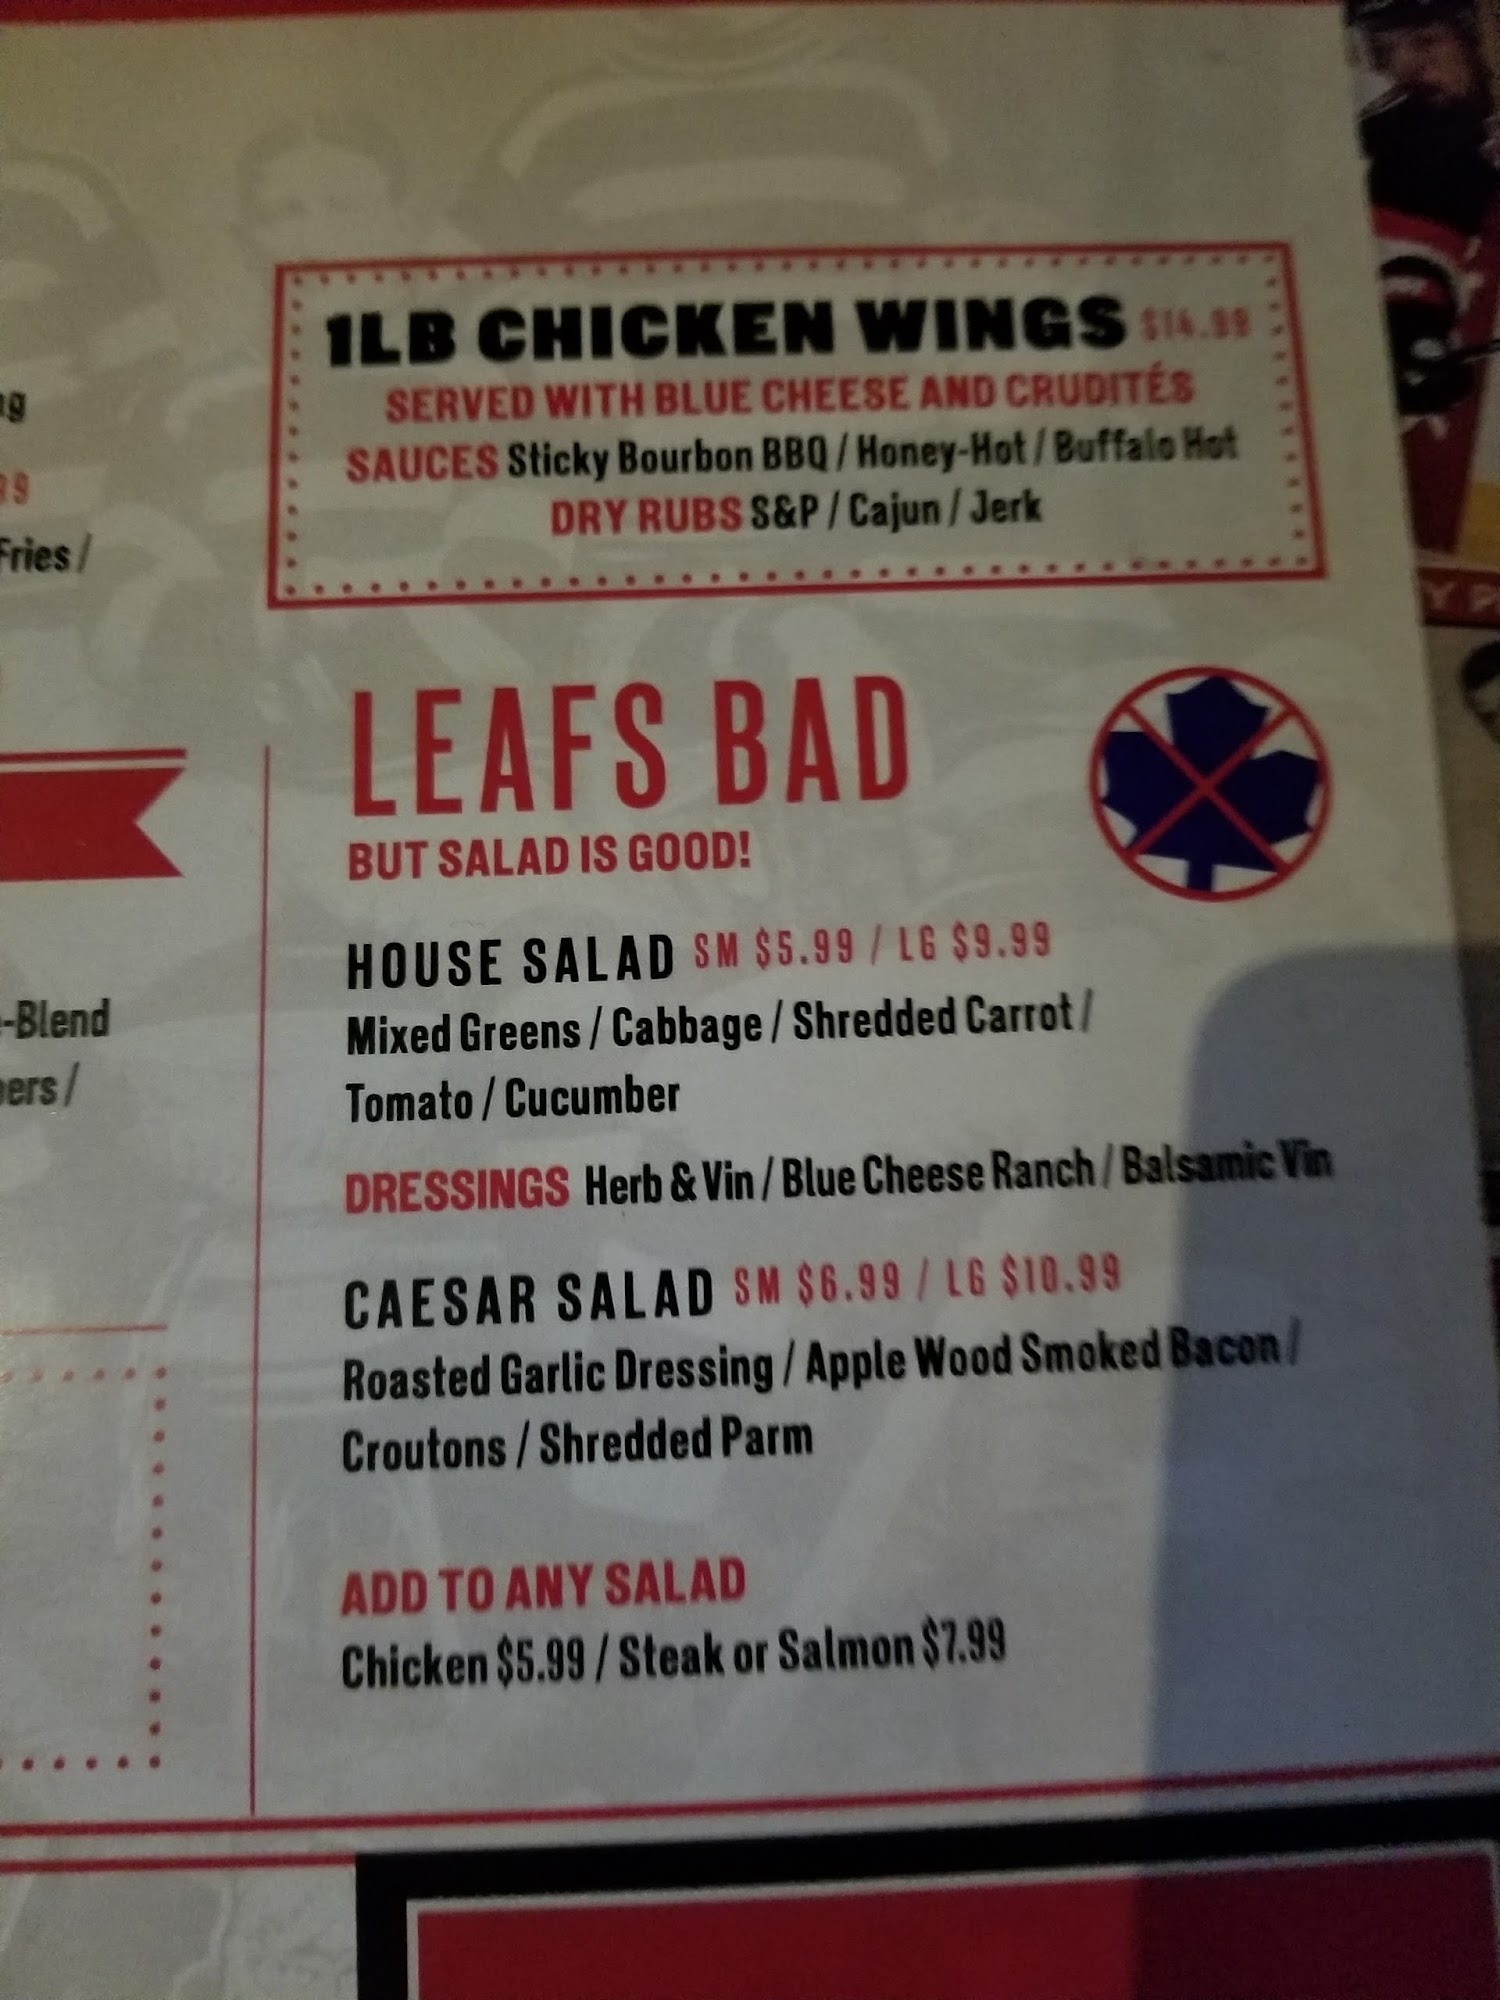 1LB CHICKEN WINGS $14.99
SERVED WITH BLUE CHEESE AND CRUDITÉS
SAUCES Sticky Bourbon BBQ / Honey-Hot / Buffalo Hot
DRY RUBS S&P / Cajun / Jerk
Fries /
-Blend
LEAFS BAD
BUT SALAD IS GOOD!
HOUSE SALAD SM $5.99 / LG $9.99
Mixed Greens / Cabbage / Shredded Carrot /
Tomato / Cucumber
DRESSINGS Herb & Vin / Blue Cheese Ranch / Balsamic Vin
CAESAR SALAD SM $6.99 / LG $10.99
Roasted Garlic Dressing / Apple Wood Smoked Bacon /
Croutons / Shredded Parm
ADD TO ANY SALAD
Chicken $5.99 / Steak or Salmon $7.99